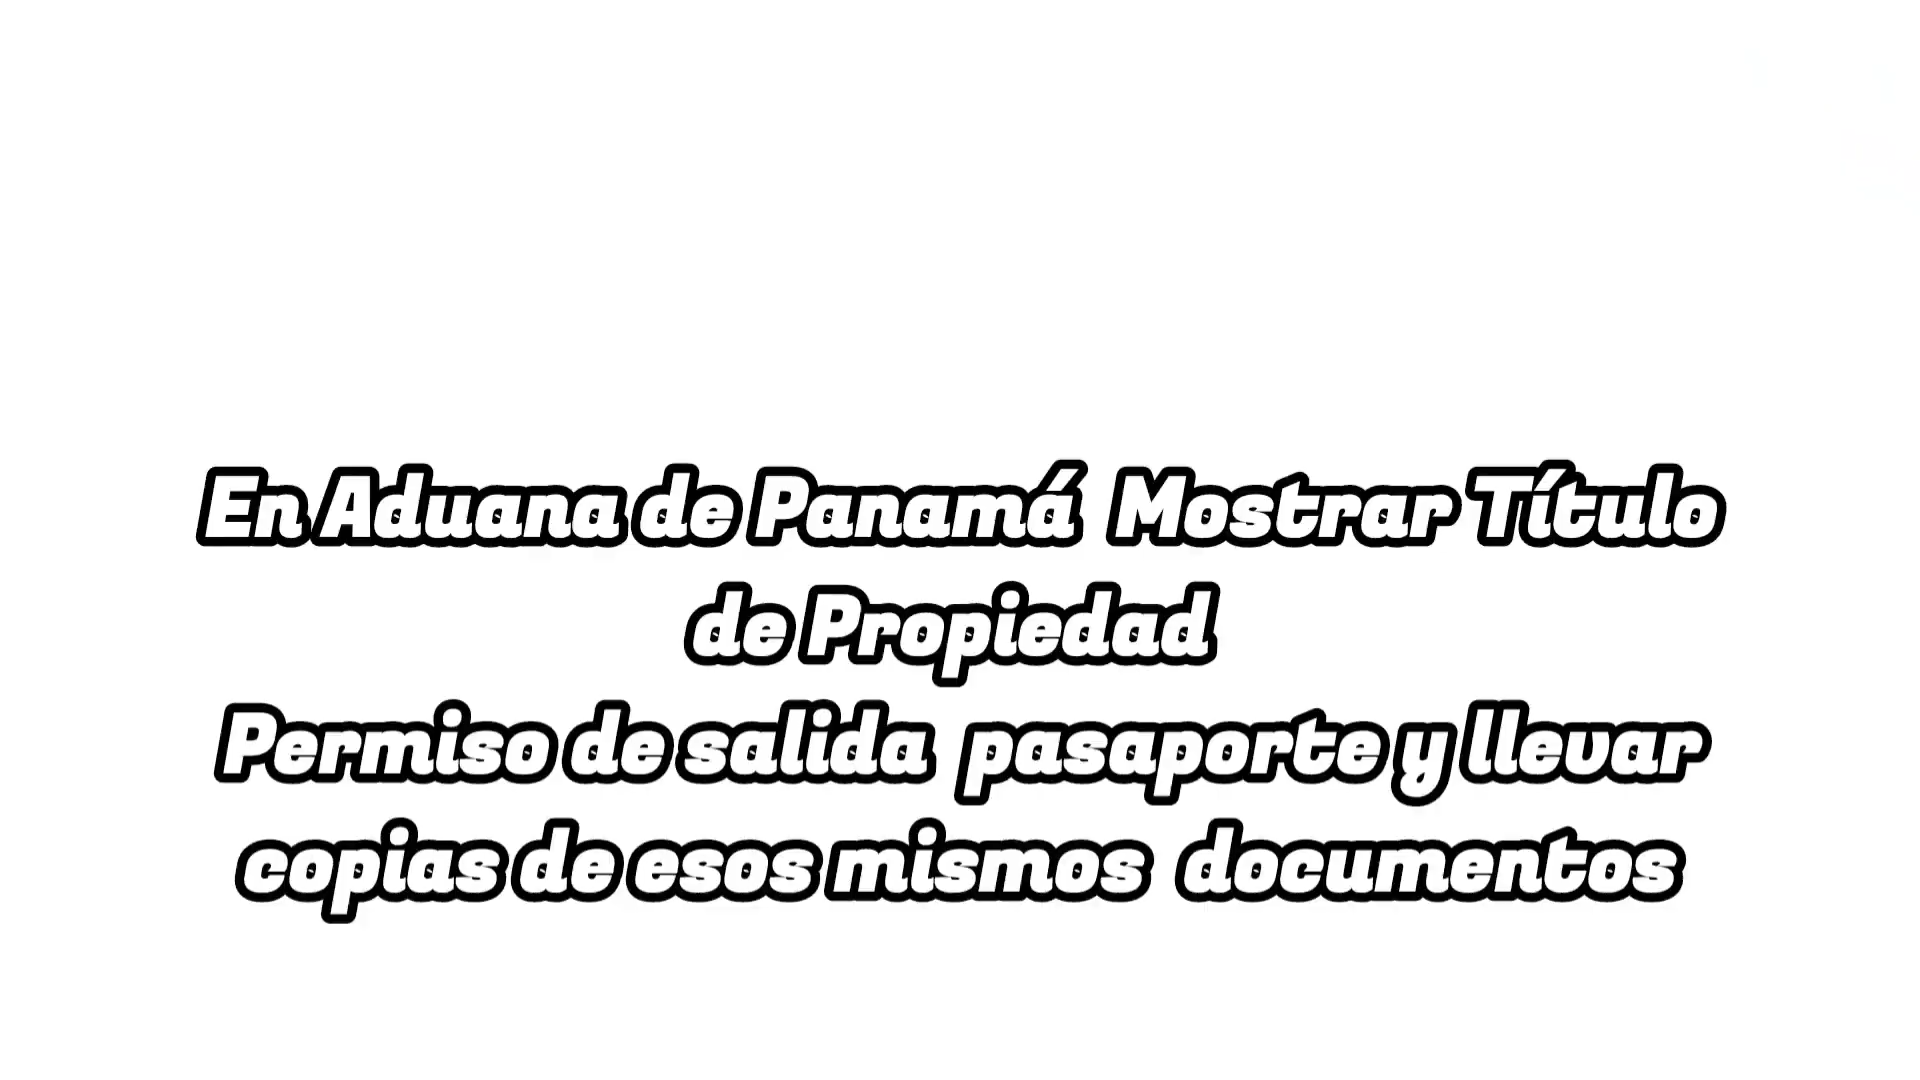 En Aduana de Panamá Mostrar Título
de Propiedad
Permiso de salida pasaporte y llevar
copias de esos mismos documentos